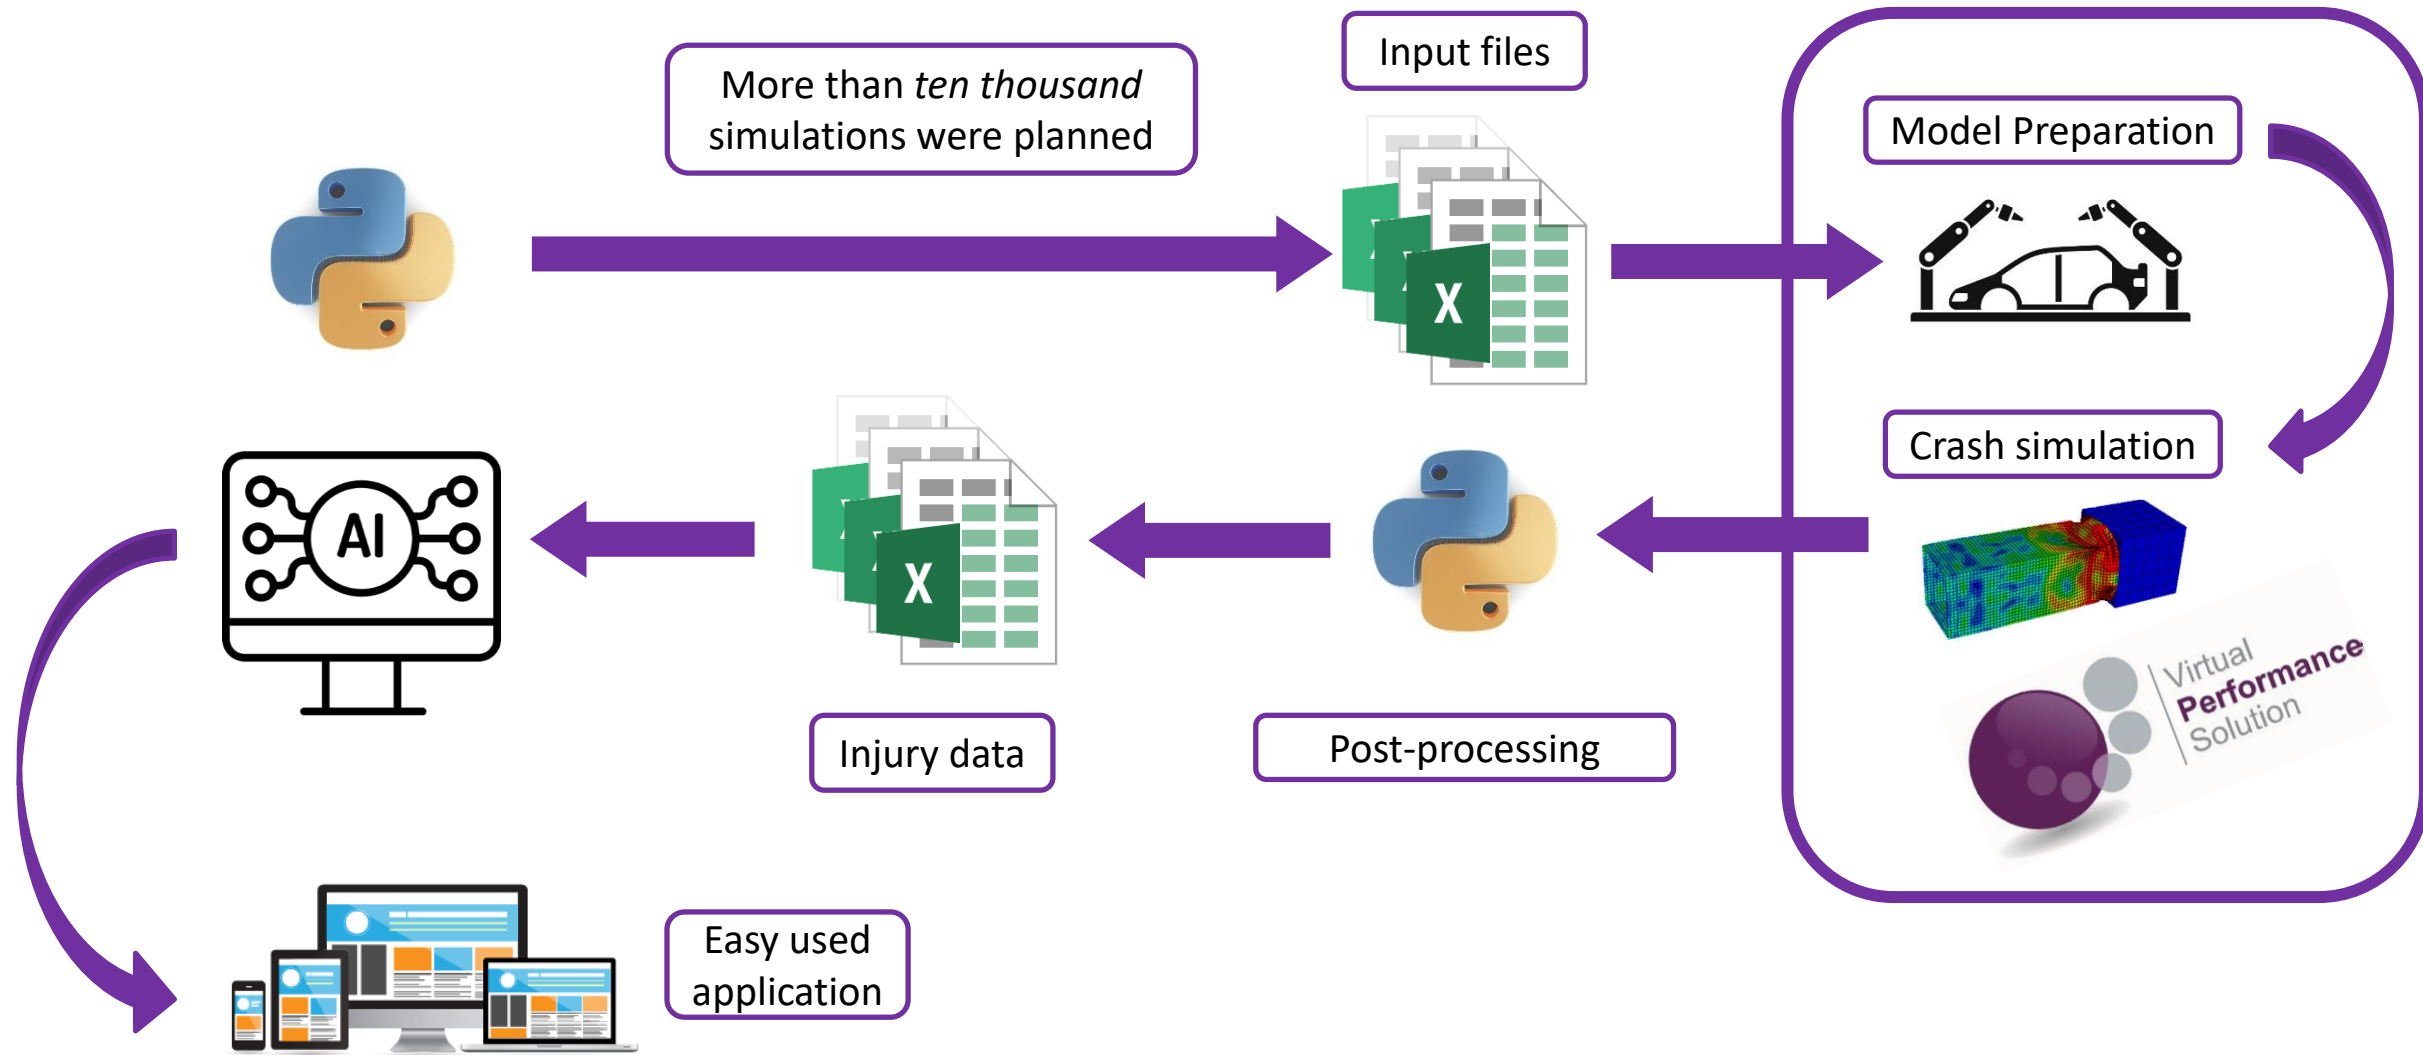 More than ten thousand
simulations were planned
Input files
Model Preparation
X
Crash simulation
AI
X
Virtual
Performance
Solution
Injury data
Post-processing
Easy used
application